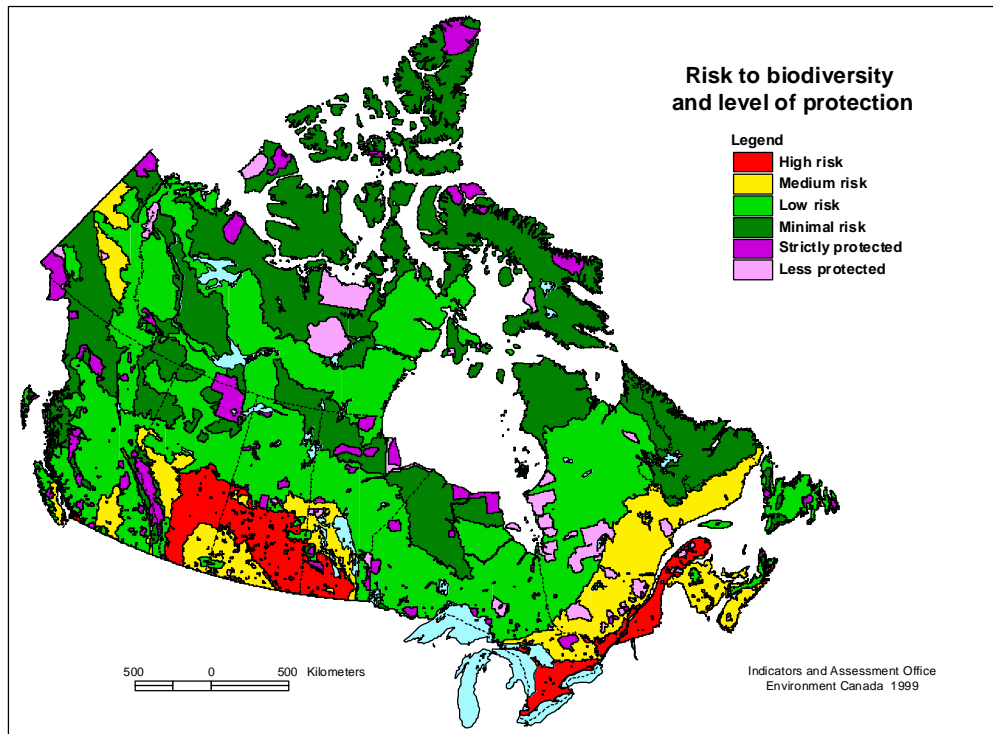 Risk to biodiversity
and level of protection
Legend
High risk
Medium risk
Low risk
Minimal risk
Strictly protected
Less protected
500 0 500 Kilometers
Indicators and Assessment Office
Environment Canada 1999